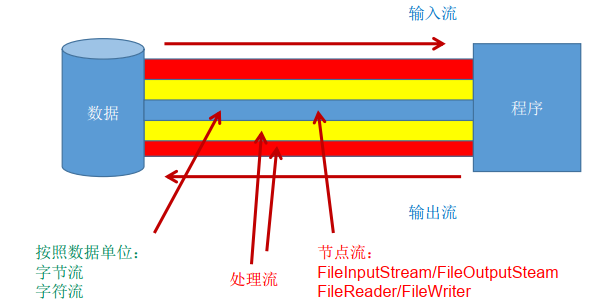 输入流
数据
程序
输出流
按照数据单位：
字节流
字符流
处理流
节点流：
FileInputStream/FileOutputSteam
FileReader/FileWriter